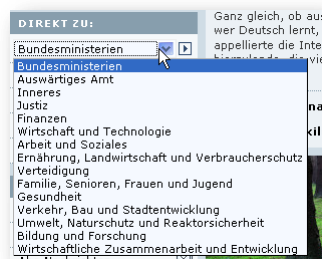 DIREKT ZU:
Bundesministerien
Bundesministerien
Auswärtiges Amt
Inneres
Justiz
Finanzen
Wirtschaft und Technologie
Arbeit und Soziales
Ernährung, Landwirtschaft und Verbraucherschutz
Verteidigung
Familie, Senioren, Frauen und Jugend
Gesundheit
Verkehr, Bau und Stadtentwicklung
Umwelt, Naturschutz und Reaktorsicherheit
Bildung und Forschung
Wirtschaftliche Zusammenarbeit und Entwicklung
Ganz gleich, ob aus
wer Deutsch lernt,
appellierte die Inte